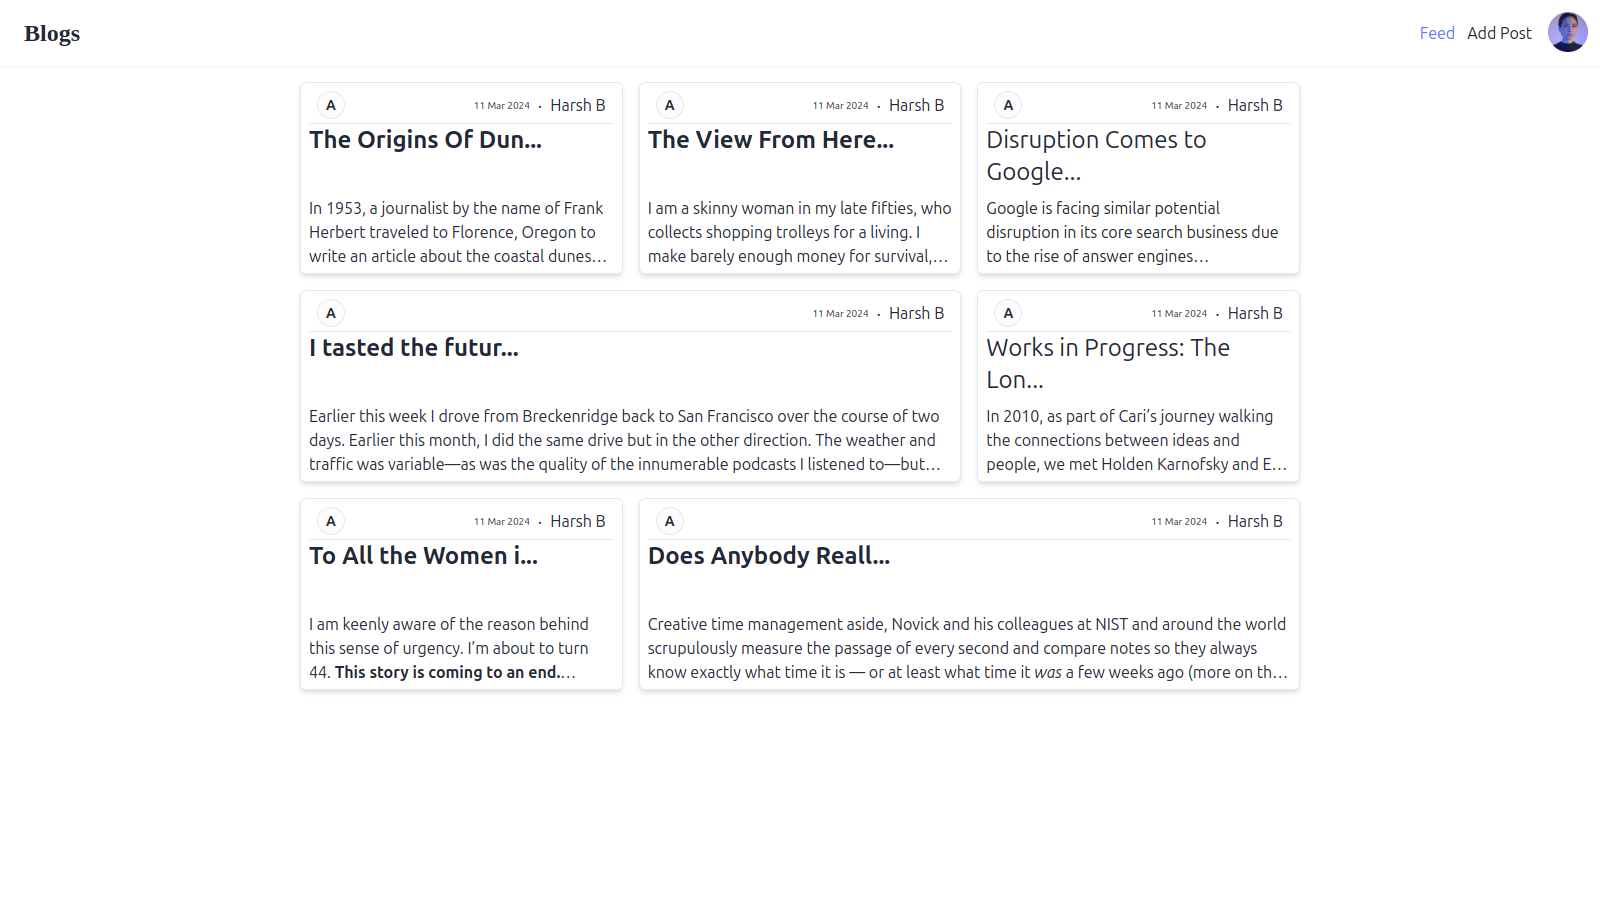 Blogs
Feed Add Post
A 11 Mar 2024 · Harsh B
The Origins Of Dun...
In 1953, a journalist by the name of Frank
Herbert traveled to Florence, Oregon to
write an article about the coastal dunes…
A 11 Mar 2024 · Harsh B
The View From Here...
I am a skinny woman in my late fifties, who
collects shopping trolleys for a living. I
make barely enough money for survival,…
A 11 Mar 2024 · Harsh B
Disruption Comes to
Google...
Google is facing similar potential
disruption in its core search business due
to the rise of answer engines…
A 11 Mar 2024 · Harsh B
I tasted the futur...
Earlier this week I drove from Breckenridge back to San Francisco over the course of two
days. Earlier this month, I did the same drive but in the other direction. The weather and
traffic was variable—as was the quality of the innumerable podcasts I listened to—but…
A 11 Mar 2024 · Harsh B
Works in Progress: The
Lon...
In 2010, as part of Cari’s journey walking
the connections between ideas and
people, we met Holden Karnofsky and E…
A 11 Mar 2024 · Harsh B
To All the Women i...
I am keenly aware of the reason behind
this sense of urgency. I’m about to turn
44. This story is coming to an end.…
A 11 Mar 2024 · Harsh B
Does Anybody Reall...
Creative time management aside, Novick and his colleagues at NIST and around the world
scrupulously measure the passage of every second and compare notes so they always
know exactly what time it is — or at least what time it was a few weeks ago (more on th…